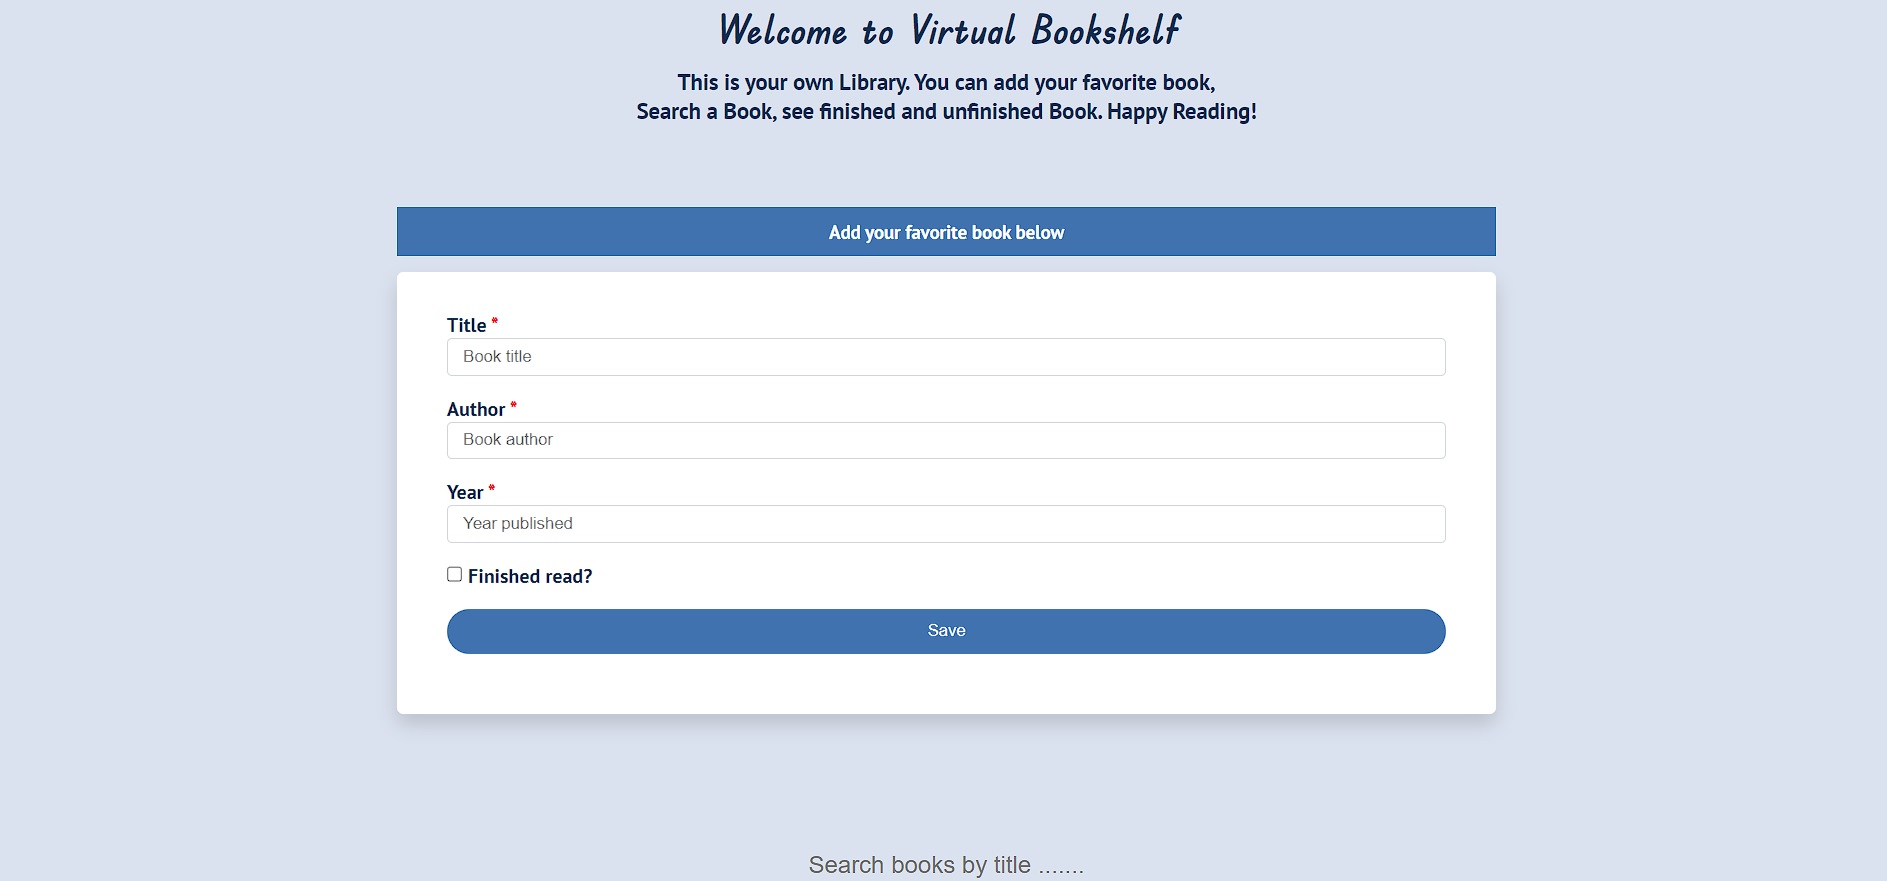 Welcome to Virtual Bookshelf
This is your own Library. You can add your favorite book,
Search a Book, see finished and unfinished Book. Happy Reading!
Add your favorite book below
Title *
Book title
Author *
Book author
Year *
Year published
Finished read?
Save
Search books by title .......